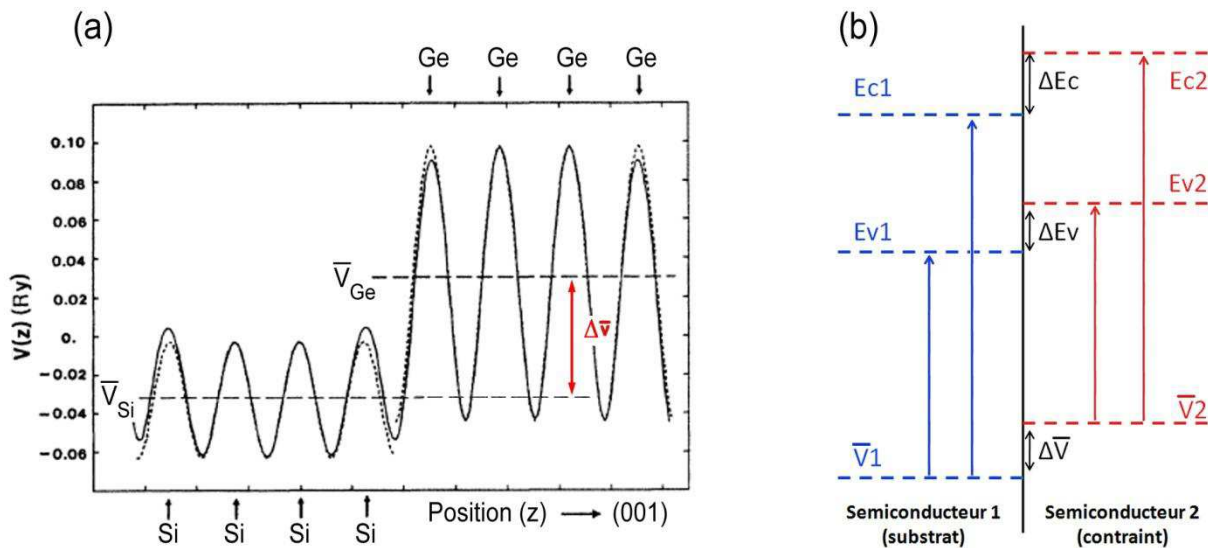 (a)
Ge Ge Ge Ge
0.10
0.08
0.06
0.04
0.02
0.
-0.02
-0.04
-0.06
V(z) (Ry)
V̅Ge
Δv̅
V̅Si
Si Si Si Si
Position (z) → (001)
(b)
Ec1
Ev1
V̅1
ΔEc
ΔEv
ΔV̅
Ec2
Ev2
V̅2
Semiconducteur 1
(substrat)
Semiconducteur 2
(contraint)